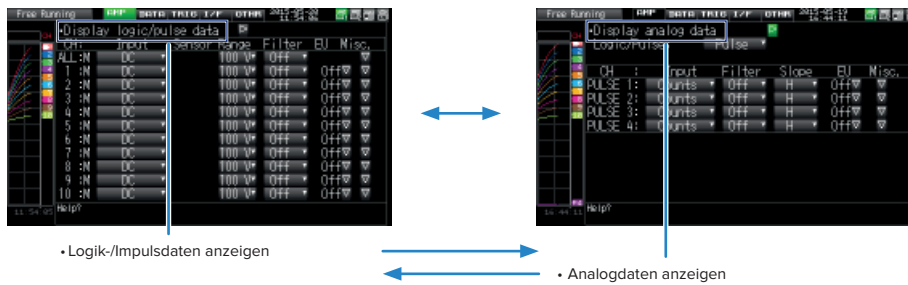 Free Running AMP DATA TRIG I/F OTHR
•Display logic/pulse data
CH: Input Sensor Range Filter EU Misc.
ALL:M DC 100 V Off
1 :M DC 100 V Off Off
2 :M DC 100 V Off Off
3 :M DC 100 V Off Off
4 :M DC 100 V Off Off
5 :M DC 100 V Off Off
6 :M DC 100 V Off Off
7 :M DC 100 V Off Off
8 :M DC 100 V Off Off
9 :M DC 100 V Off Off
10 :M DC 100 V Off Off
Help?
Free Running AMP DATA TRIG I/F OTHR
•Display analog data
Logic/Pulse Pulse
CH : Input Filter Slope EU Misc.
PULSE 1: Counts Off H Off
PULSE 2: Counts Off H Off
PULSE 3: Counts Off H Off
PULSE 4: Counts Off H Off
Help?
• Logik-/Impulsdaten anzeigen
• Analogdaten anzeigen